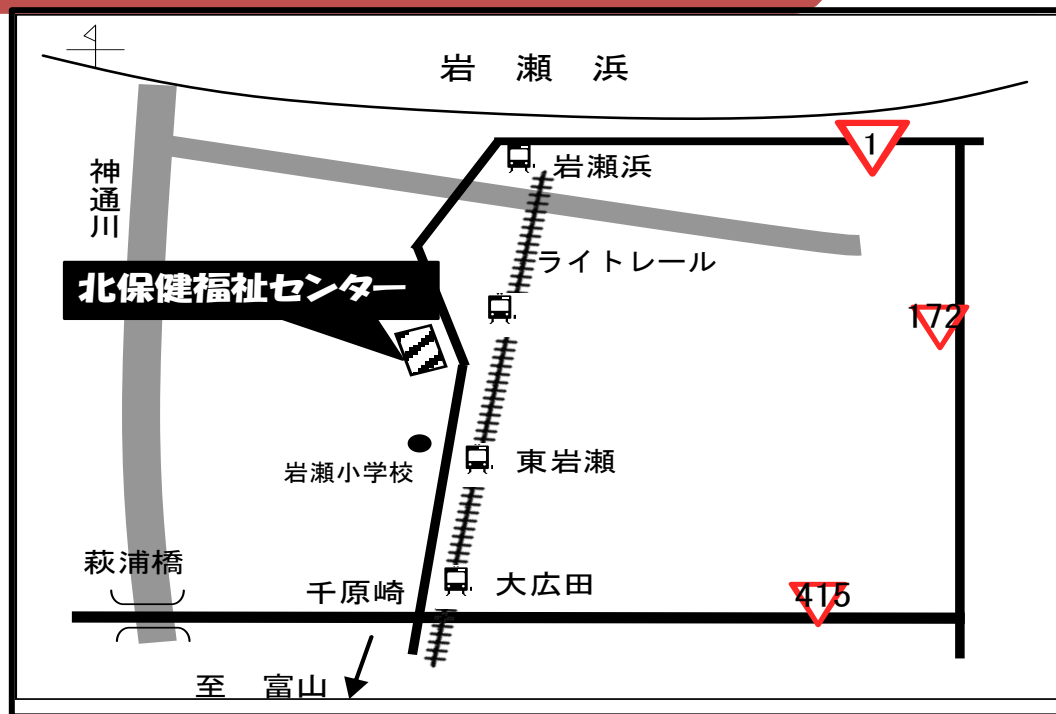 岩瀬浜
1
岩瀬浜
神通川
ライトレール
北保健福祉センター
172
東岩瀬
岩瀬小学校
萩浦橋
千原崎
大広田
415
至 富山